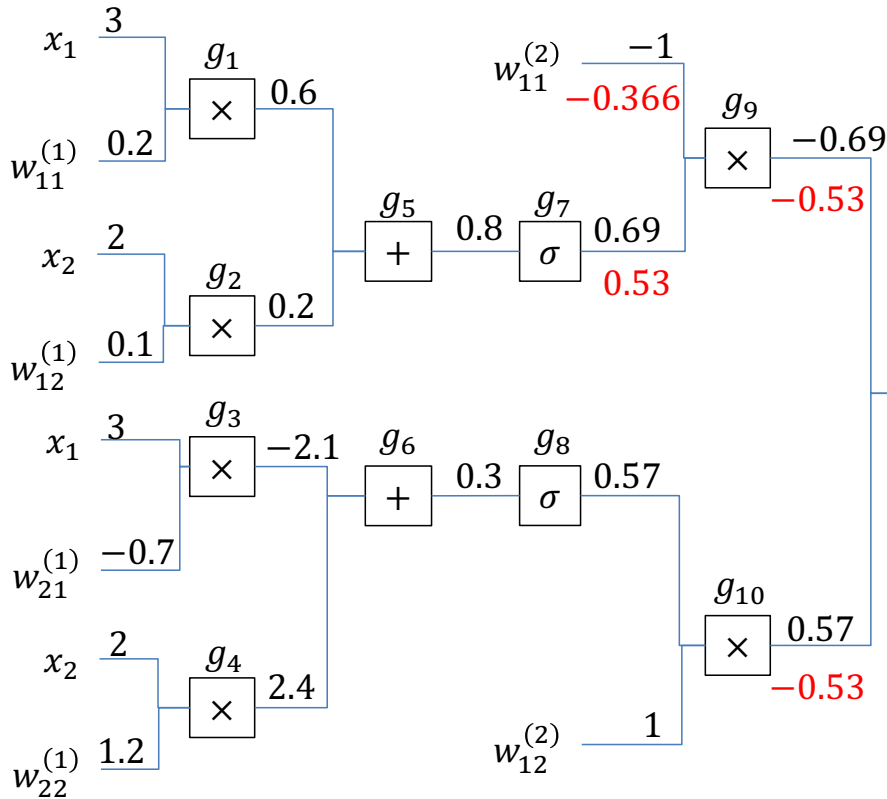 x₁ 3
g₁
× 0.6
w₁₁⁽¹⁾ 0.2
w₁₁⁽²⁾ −1
−0.366
g₉
× −0.69
−0.53
x₂ 2
g₂
× 0.2
w₁₂⁽¹⁾ 0.1
g₅
+ 0.8
g₇
σ 0.69
0.53
x₁ 3
g₃
× −2.1
w₂₁⁽¹⁾ −0.7
g₆
+ 0.3
g₈
σ 0.57
x₂ 2
g₄
× 2.4
w₂₂⁽¹⁾ 1.2
g₁₀
× 0.57
−0.53
w₁₂⁽²⁾ 1